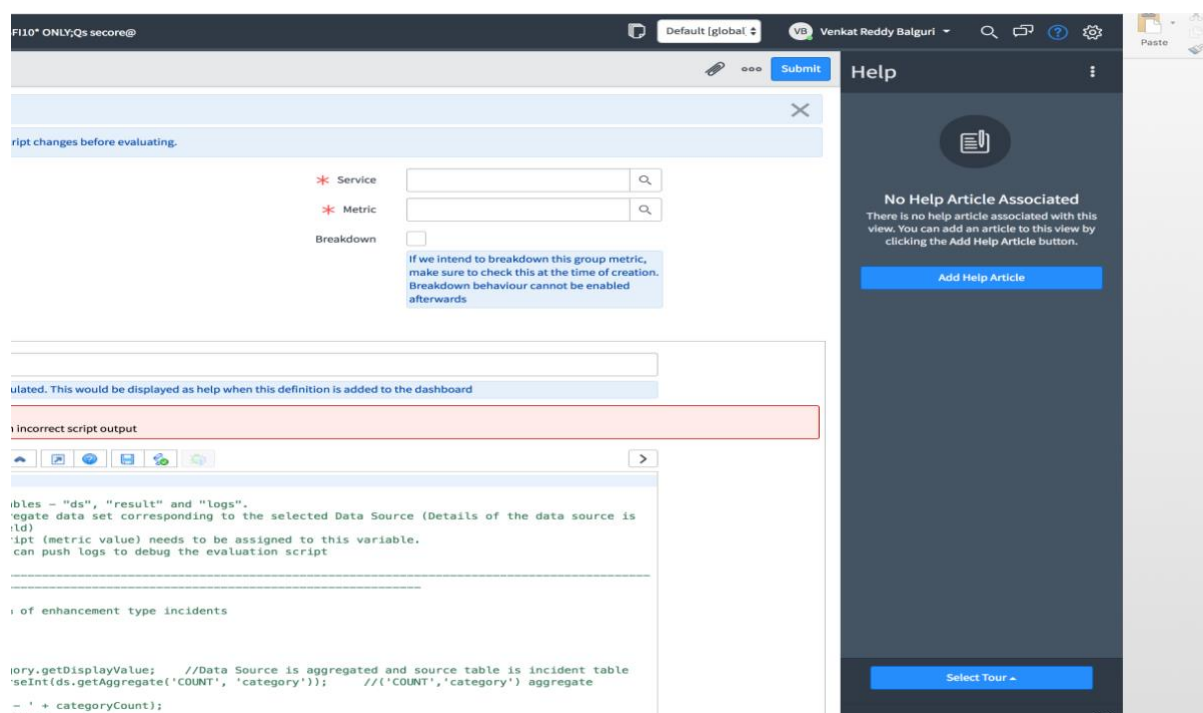 FI10* ONLY;Qs secore@
Default [global]
VB
Venkat Reddy Balguri
Paste
Submit
Help
ript changes before evaluating.
Service
Metric
Breakdown
If we intend to breakdown this group metric,
make sure to check this at the time of creation.
Breakdown behaviour cannot be enabled
afterwards
No Help Article Associated
There is no help article associated with this
view. You can add an article to this view by
clicking the Add Help Article button.
Add Help Article
ulated. This would be displayed as help when this definition is added to the dashboard
incorrect script output
bles – "ds", "result" and "logs".
regate data set corresponding to the selected Data Source (Details of the data source is
ld)
ript (metric value) needs to be assigned to this variable.
can push logs to debug the evaluation script
of enhancement type incidents
ory.getDisplayValue; //Data Source is aggregated and source table is incident table
seInt(ds.getAggregate('COUNT', 'category')); //('COUNT','category') aggregate
– ' + categoryCount);
Select Tour